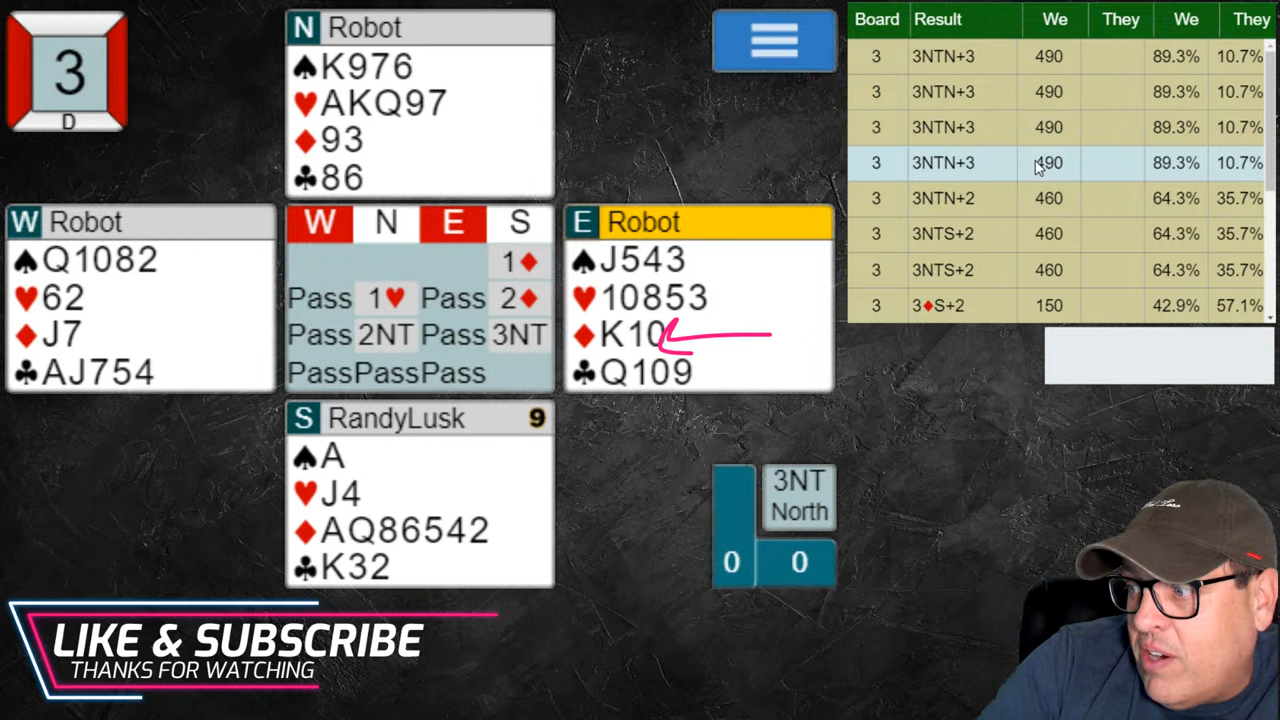 3
D
N Robot
♠K976
♥AKQ97
♦93
♣86
W Robot
♠Q1082
♥62
♦J7
♣AJ754
W N E S
1♦
Pass 1♥ Pass 2♦
Pass 2NT Pass 3NT
Pass Pass Pass
E Robot
♠J543
♥10853
♦K10
♣Q109
S RandyLusk 9
♠A
♥J4
♦AQ86542
♣K32
3NT
North
0 0
Board Result We They We They
3 3NTN+3 490 89.3% 10.7%
3 3NTN+3 490 89.3% 10.7%
3 3NTN+3 490 89.3% 10.7%
3 3NTN+3 490 89.3% 10.7%
3 3NTN+2 460 64.3% 35.7%
3 3NTS+2 460 64.3% 35.7%
3 3NTS+2 460 64.3% 35.7%
3 3♦S+2 150 42.9% 57.1%
LIKE & SUBSCRIBE
THANKS FOR WATCHING